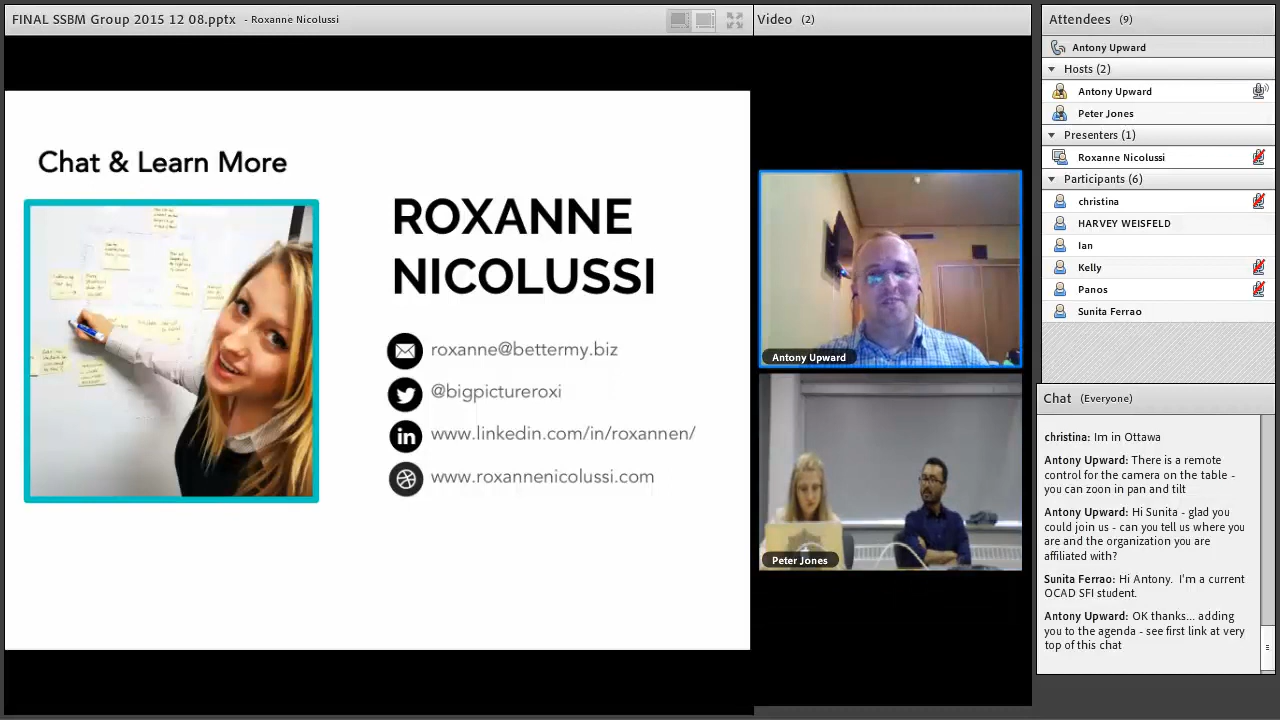 FINAL SSBM Group 2015 12 08.pptx - Roxanne Nicolussi
Chat & Learn More
ROXANNE
NICOLUSSI
roxanne@bettermy.biz
@bigpictureroxi
www.linkedin.com/in/roxannen/
www.roxannenicolussi.com
Video (2)
Antony Upward
Peter Jones
Attendees (9)
Antony Upward
Hosts (2)
Antony Upward
Peter Jones
Presenters (1)
Roxanne Nicolussi
Participants (6)
christina
HARVEY WEISFELD
Ian
Kelly
Panos
Sunita Ferrao
Chat (Everyone)
christina: Im in Ottawa
Antony Upward: There is a remote
control for the camera on the table -
you can zoom in pan and tilt
Antony Upward: Hi Sunita - glad you
could join us - can you tell us where you
are and the organization you are
affiliated with?
Sunita Ferrao: Hi Antony. I'm a current
OCAD SFI student.
Antony Upward: OK thanks... adding
you to the agenda - see first link at very
top of this chat